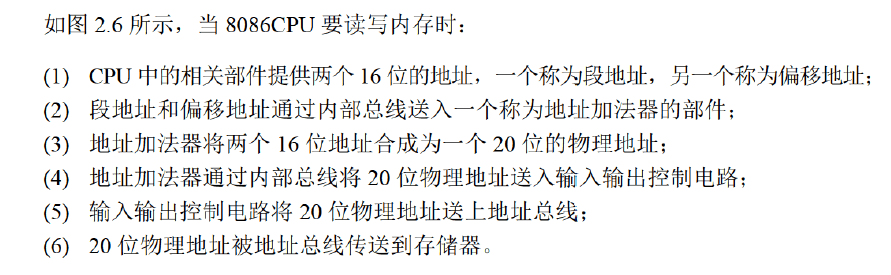 如图 2.6 所示，当 8086CPU 要读写内存时：
(1) CPU 中的相关部件提供两个 16 位的地址，一个称为段地址，另一个称为偏移地址；
(2) 段地址和偏移地址通过内部总线送入一个称为地址加法器的部件；
(3) 地址加法器将两个 16 位地址合成为一个 20 位的物理地址；
(4) 地址加法器通过内部总线将 20 位物理地址送入输入输出控制电路；
(5) 输入输出控制电路将 20 位物理地址送上地址总线；
(6) 20 位物理地址被地址总线传送到存储器。